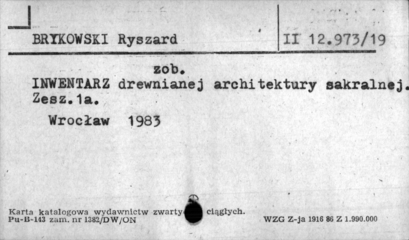 BRYKOWSKI Ryszard
II 12.973/19
zob.
INWENTARZ drewnianej architektury sakralnej.
Zesz.1a.
Wrocław 1983
Karta katalogowa wydawnictw zwarty ciągłych.
Pu-B-143 zam. nr 1382/DW/ON
WZG Z-ja 1916 86 Z 1.990.000